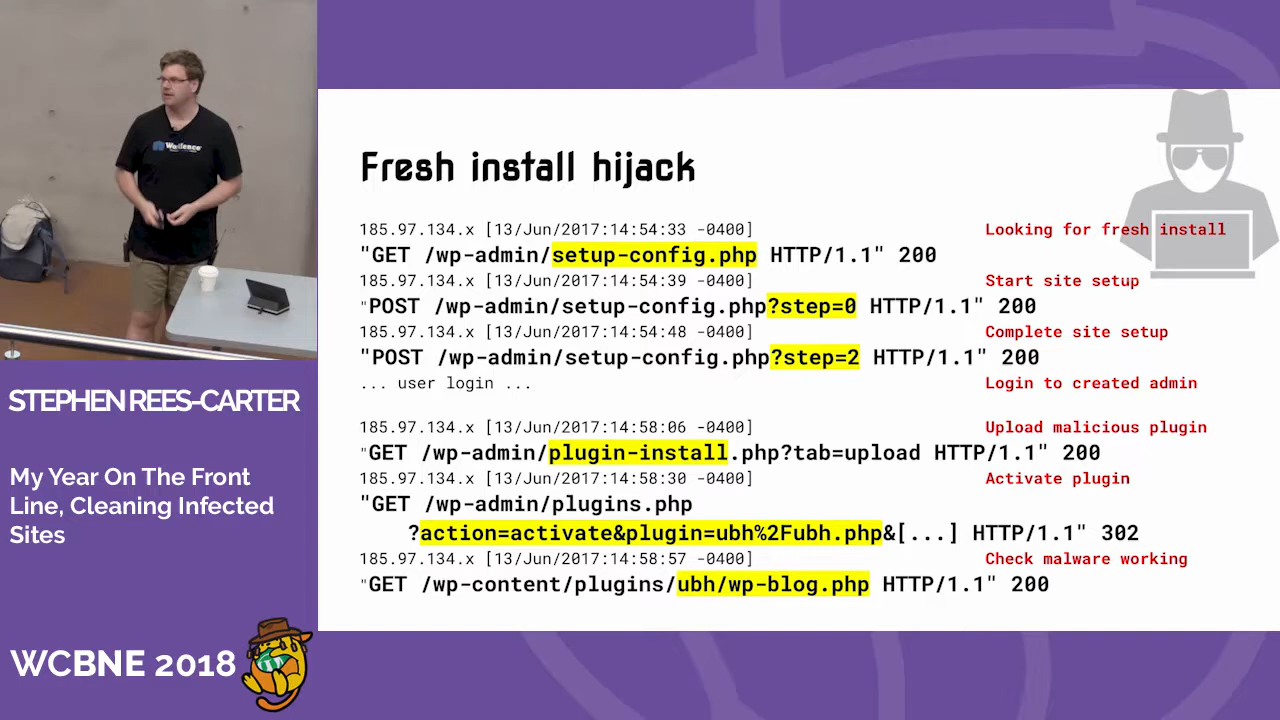 Wordfence
STEPHEN REES-CARTER
My Year On The Front
Line, Cleaning Infected
Sites
WCBNE 2018
Fresh install hijack
185.97.134.x [13/Jun/2017:14:54:33 -0400] Looking for fresh install
"GET /wp-admin/setup-config.php HTTP/1.1" 200
185.97.134.x [13/Jun/2017:14:54:39 -0400] Start site setup
"POST /wp-admin/setup-config.php?step=0 HTTP/1.1" 200
185.97.134.x [13/Jun/2017:14:54:48 -0400] Complete site setup
"POST /wp-admin/setup-config.php?step=2 HTTP/1.1" 200
... user login ... Login to created admin
185.97.134.x [13/Jun/2017:14:58:06 -0400] Upload malicious plugin
"GET /wp-admin/plugin-install.php?tab=upload HTTP/1.1" 200
185.97.134.x [13/Jun/2017:14:58:30 -0400] Activate plugin
"GET /wp-admin/plugins.php
?action=activate&plugin=ubh%2Fubh.php&[...] HTTP/1.1" 302
185.97.134.x [13/Jun/2017:14:58:57 -0400] Check malware working
"GET /wp-content/plugins/ubh/wp-blog.php HTTP/1.1" 200